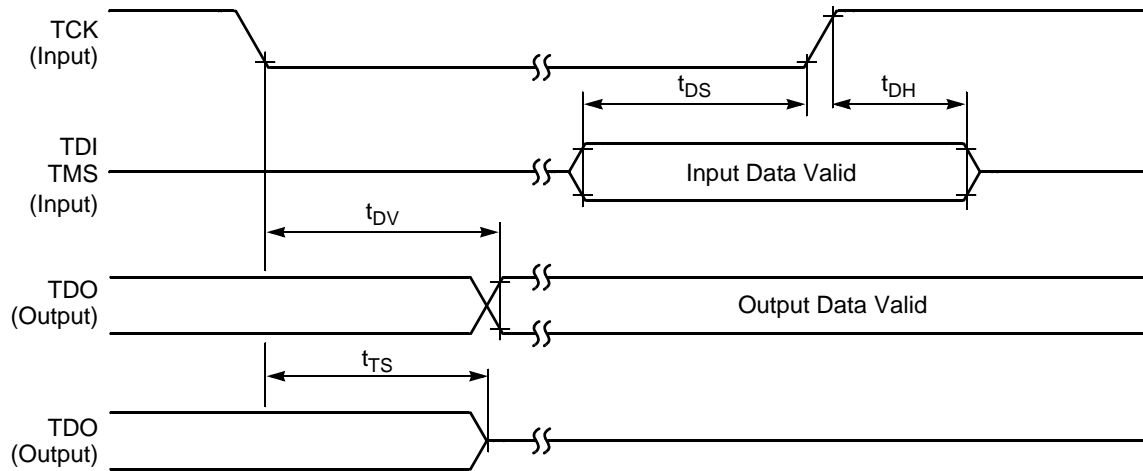 TCK
(Input)
tDS
tDH
TDI
TMS
(Input)
Input Data Valid
tDV
TDO
(Output)
Output Data Valid
tTS
TDO
(Output)